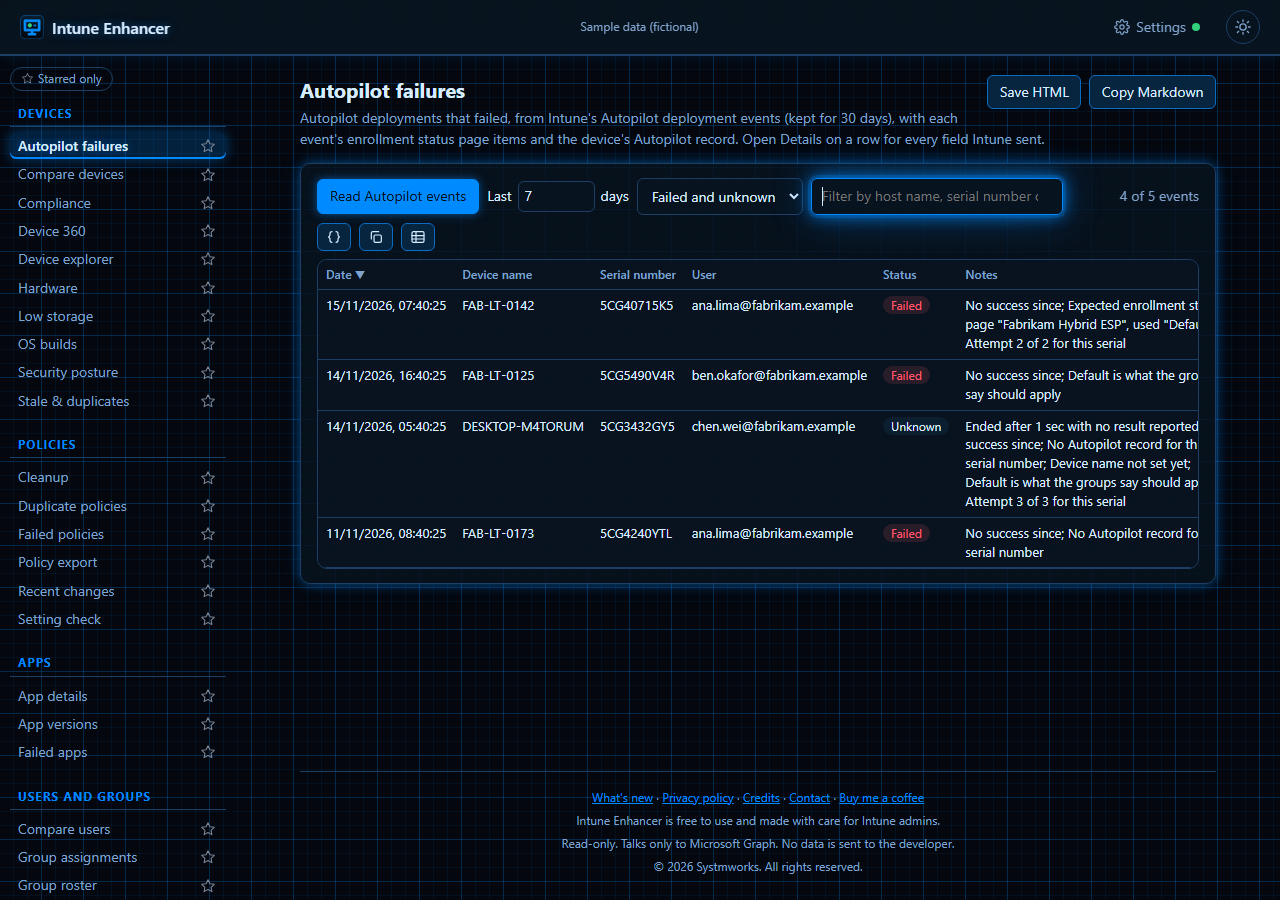 Intune Enhancer
Sample data (fictional)
Settings
Starred only
DEVICES
Autopilot failures
Compare devices
Compliance
Device 360
Device explorer
Hardware
Low storage
OS builds
Security posture
Stale & duplicates
POLICIES
Cleanup
Duplicate policies
Failed policies
Policy export
Recent changes
Setting check
APPS
App details
App versions
Failed apps
USERS AND GROUPS
Compare users
Group assignments
Group roster
Autopilot failures
Save HTML
Copy Markdown
Autopilot deployments that failed, from Intune's Autopilot deployment events (kept for 30 days), with each
event's enrollment status page items and the device's Autopilot record. Open Details on a row for every field Intune sent.
Read Autopilot events Last 7 days Failed and unknown Filter by host name, serial number 4 of 5 events
Date ▼ Device name Serial number User Status Notes
15/11/2026, 07:40:25 FAB-LT-0142 5CG40715K5 ana.lima@fabrikam.example Failed No success since; Expected enrollment st
page "Fabrikam Hybrid ESP", used "Defau
Attempt 2 of 2 for this serial
14/11/2026, 16:40:25 FAB-LT-0125 5CG5490V4R ben.okafor@fabrikam.example Failed No success since; Default is what the gro
say should apply
14/11/2026, 05:40:25 DESKTOP-M4TORUM 5CG3432GY5 chen.wei@fabrikam.example Unknown Ended after 1 sec with no result reported
success since; No Autopilot record for th
serial number; Device name not set yet;
Default is what the groups say should ap
Attempt 3 of 3 for this serial
11/11/2026, 08:40:25 FAB-LT-0173 5CG4240YTL ana.lima@fabrikam.example Failed No success since; No Autopilot record fo
serial number
What's new · Privacy policy · Credits · Contact · Buy me a coffee
Intune Enhancer is free to use and made with care for Intune admins.
Read-only. Talks only to Microsoft Graph. No data is sent to the developer.
© 2026 Systmworks. All rights reserved.